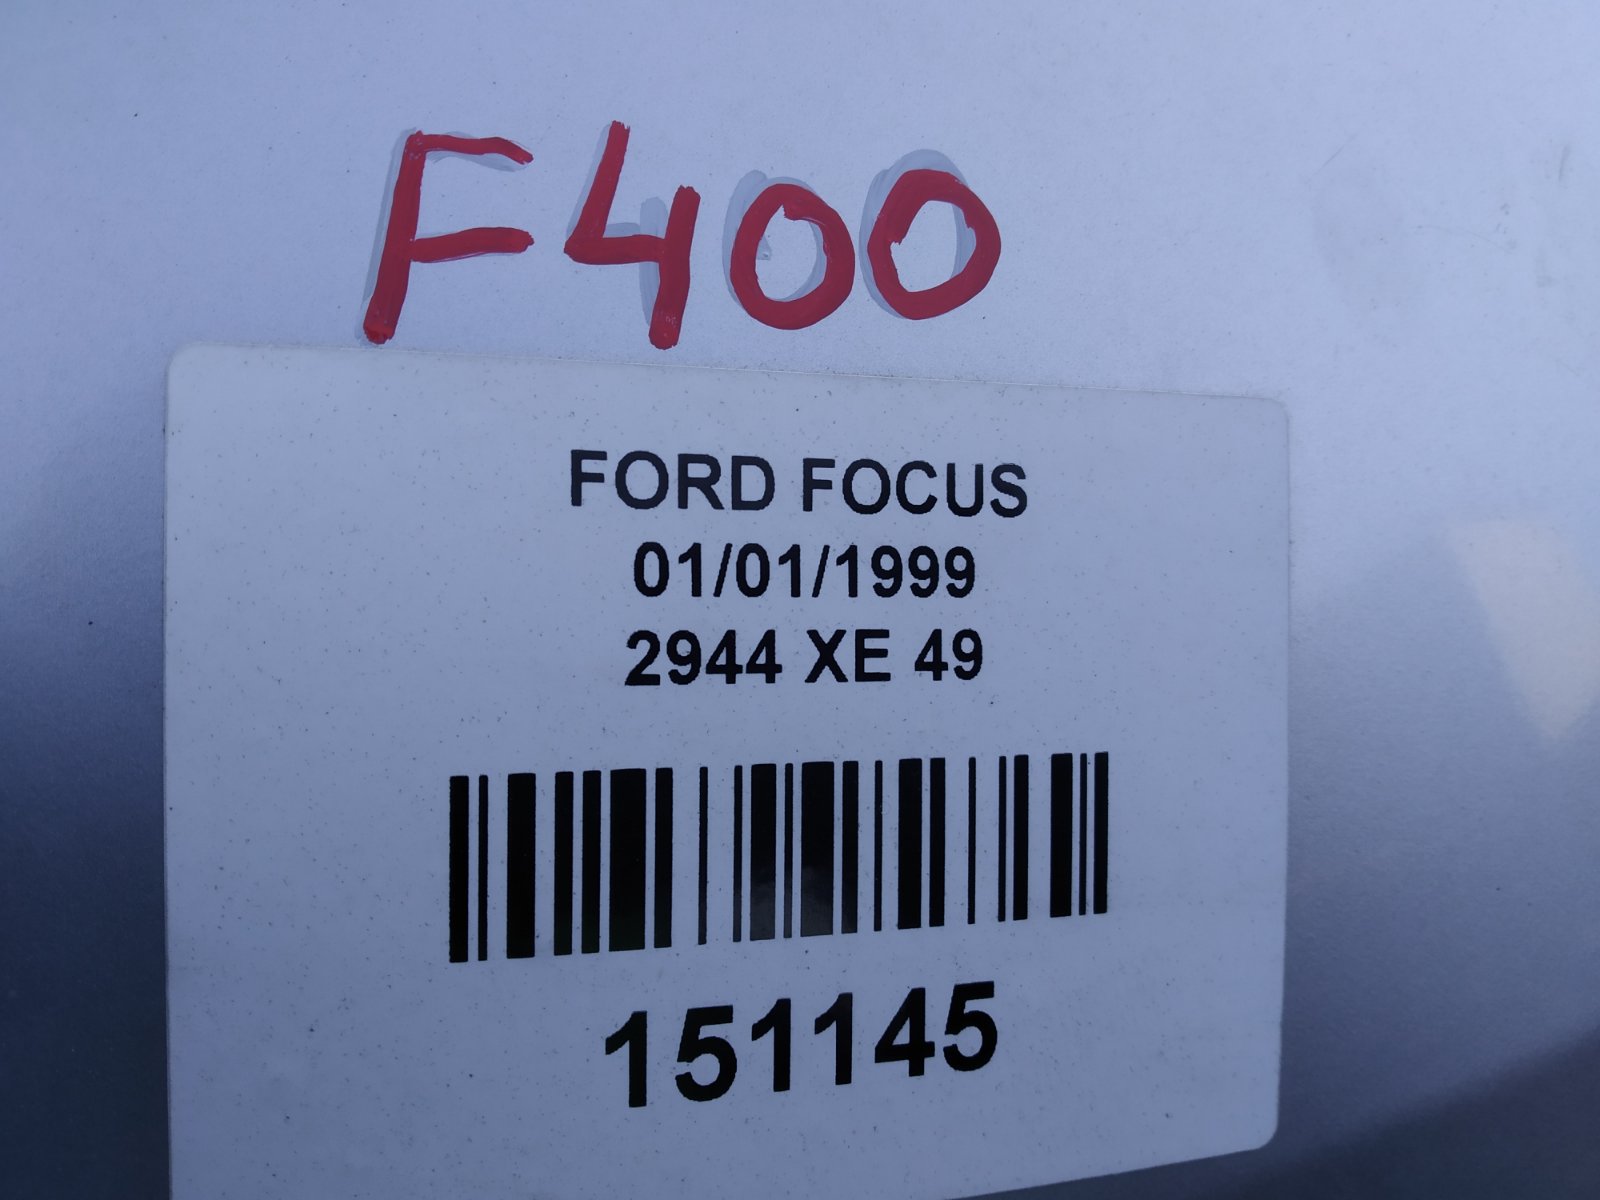 F400
FORD FOCUS
01/01/1999
2944 XE 49
151145